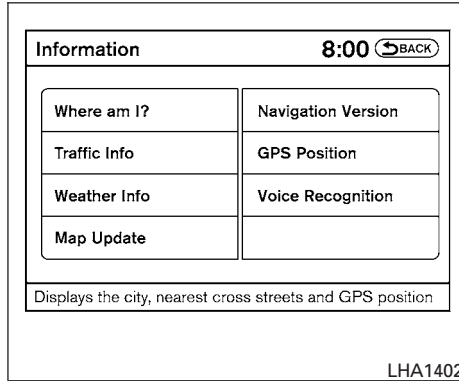 Information 8:00 BACK
Where am I? Navigation Version
Traffic Info GPS Position
Weather Info Voice Recognition
Map Update
Displays the city, nearest cross streets and GPS position
LHA1402